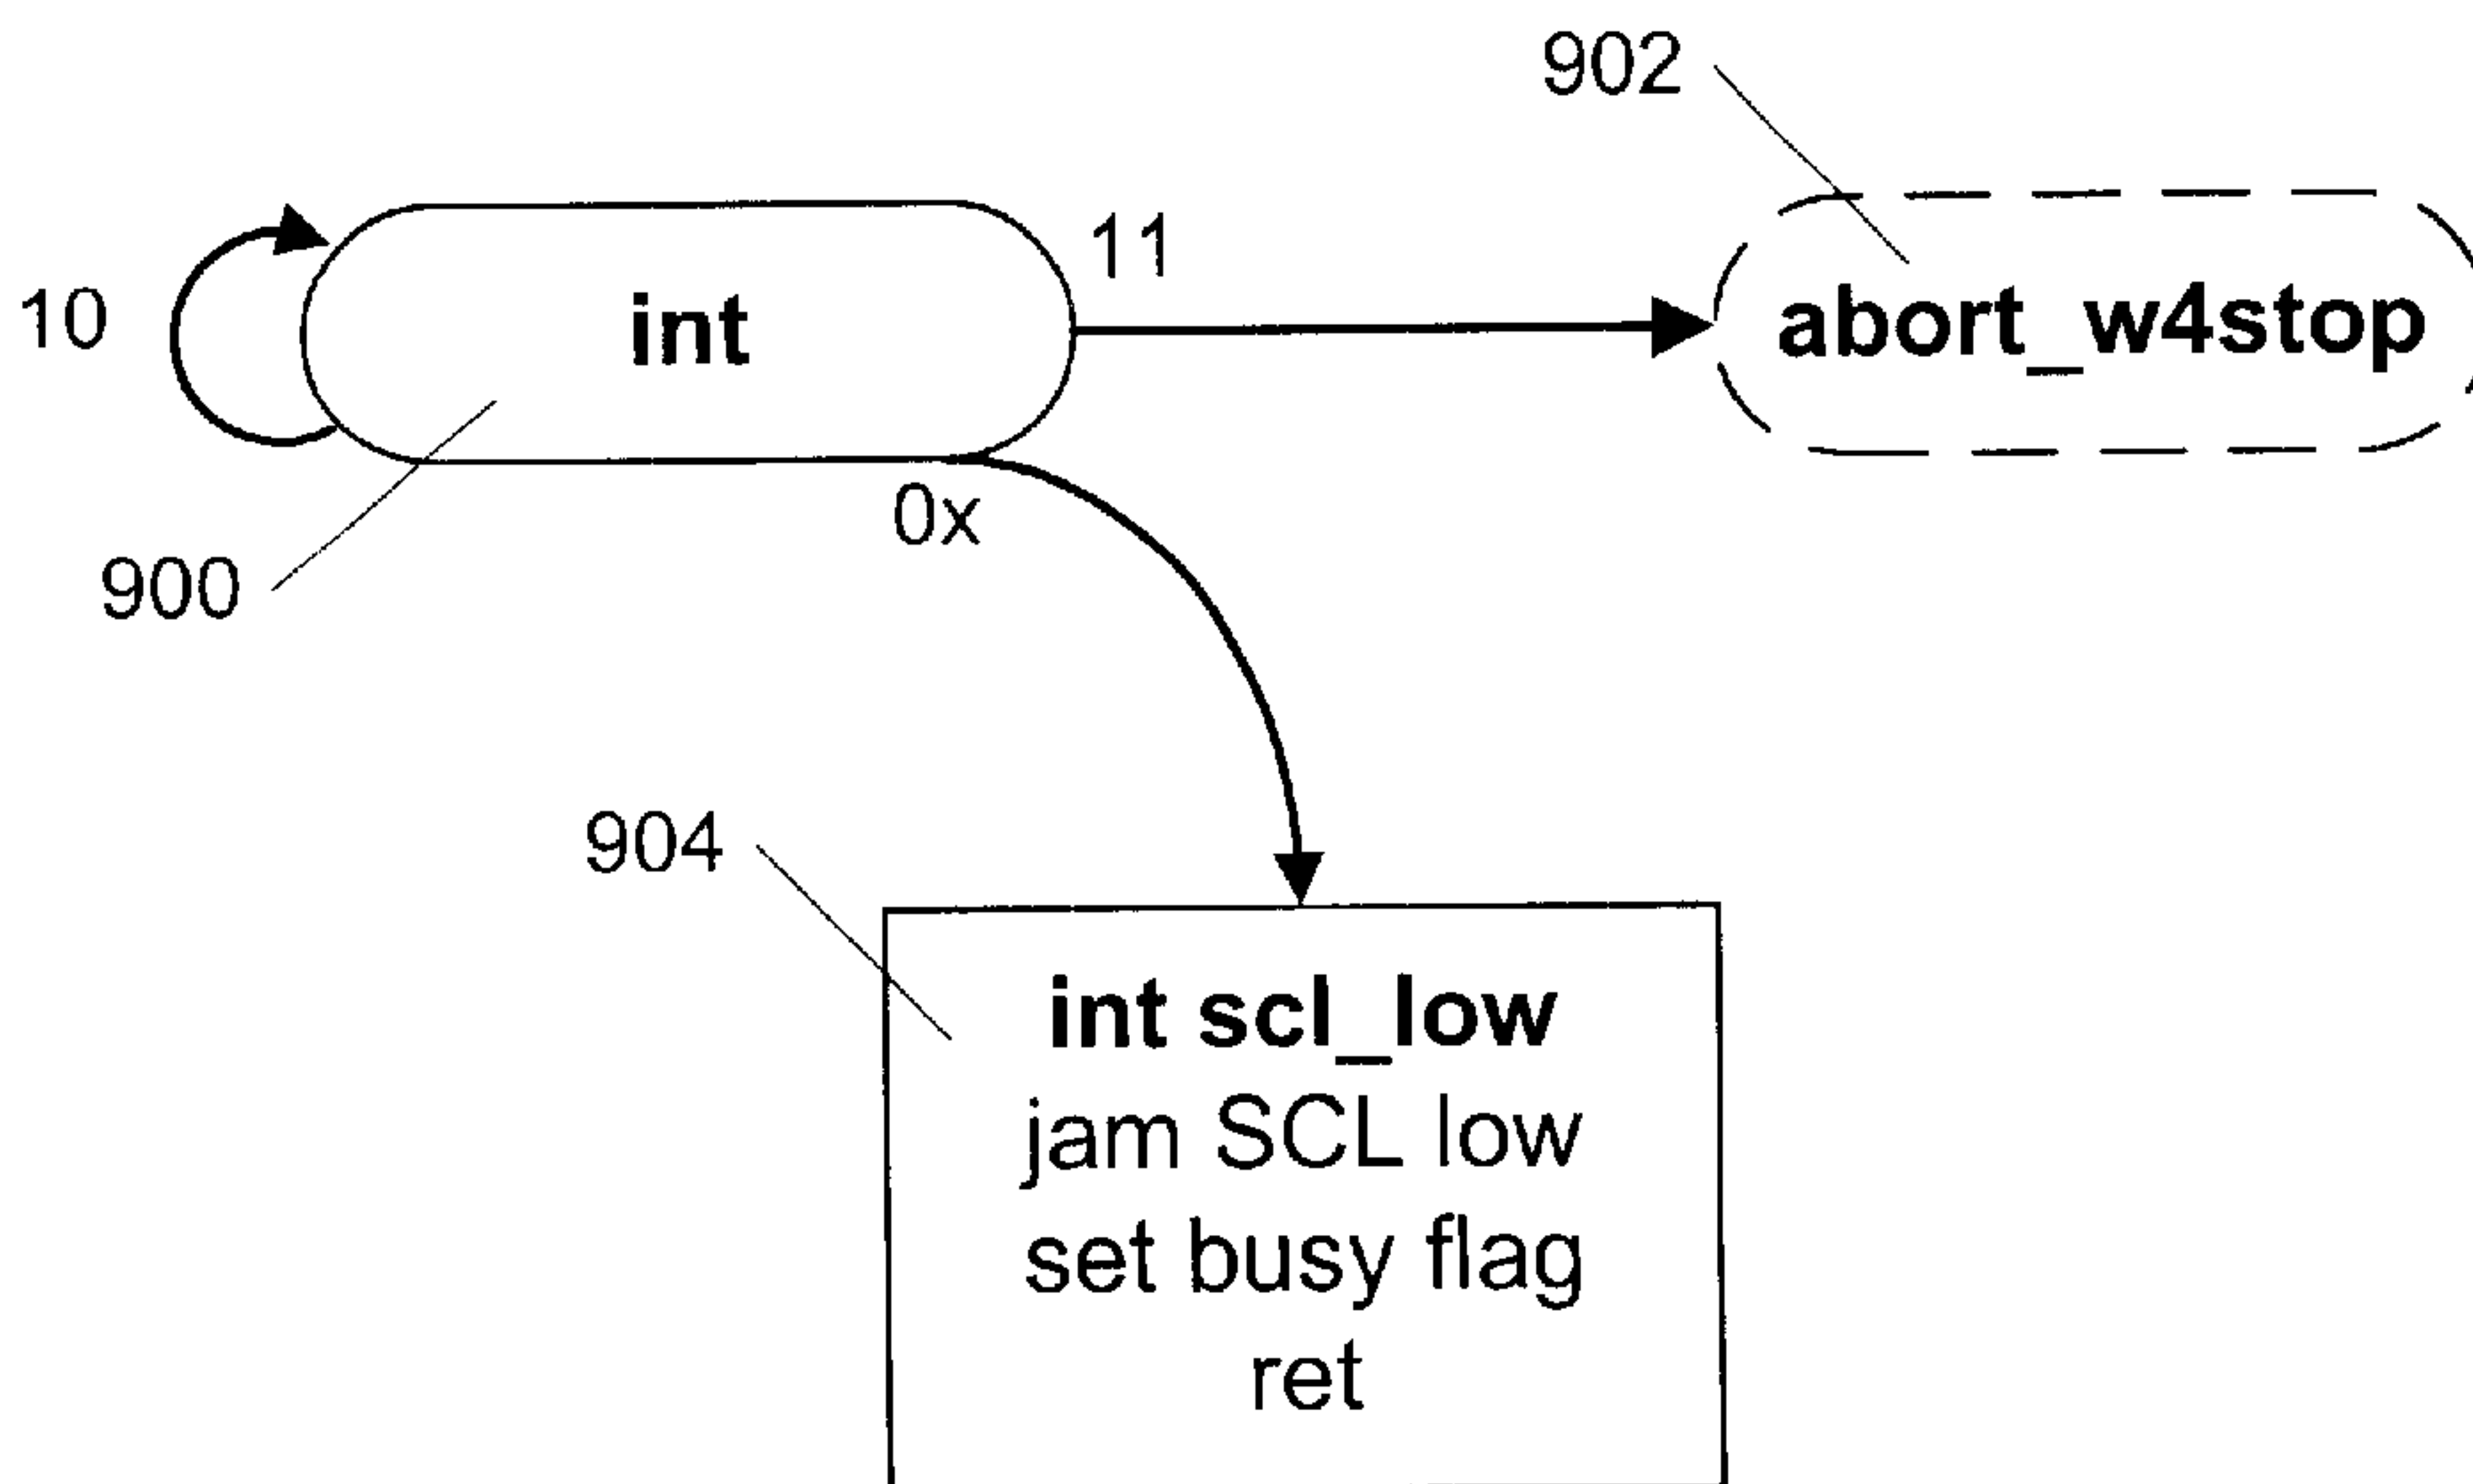 902
11
10
int
abort_w4stop
0x
900
904
int scl_low
jam SCL low
set busy flag
ret